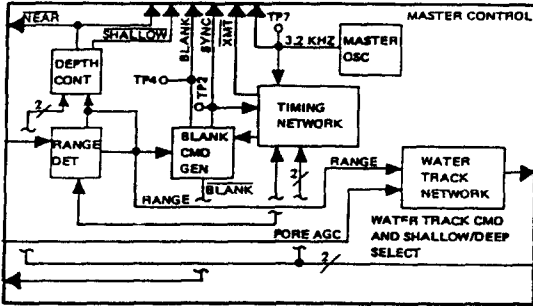 NEAR
SHALLOW
BLANK
SYNC
XMT
TP7
3.2 KHZ
MASTER CONTROL
MASTER
OSC
DEPTH
CONT
TP4
TP2
TIMING
NETWORK
2
RANGE
DET
BLANK
CMD
GEN
BLANK
2
RANGE
RANGE
WATER
TRACK
NETWORK
PORE AGC
WATER TRACK CMD
AND SHALLOW/DEEP
SELECT
2